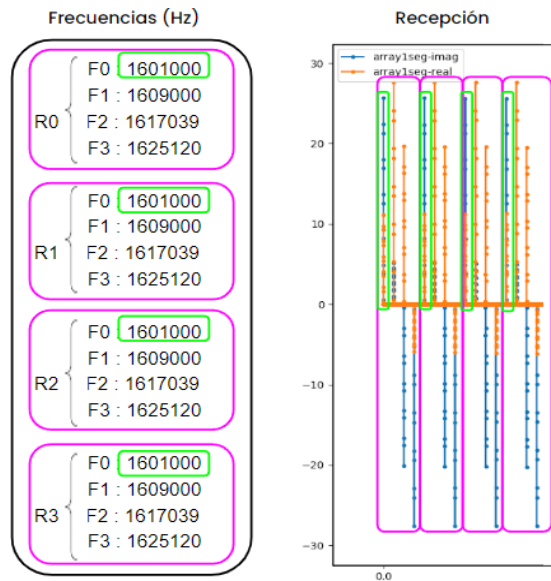 Frecuencias (Hz)
R0
F0 : 1601000
F1 : 1609000
F2 : 1617039
F3 : 1625120
R1
F0 : 1601000
F1 : 1609000
F2 : 1617039
F3 : 1625120
R2
F0 : 1601000
F1 : 1609000
F2 : 1617039
F3 : 1625120
R3
F0 : 1601000
F1 : 1609000
F2 : 1617039
F3 : 1625120
Recepción
array1seg-imag
array1seg-real
30
20
10
0
−10
−20
−30
0.0